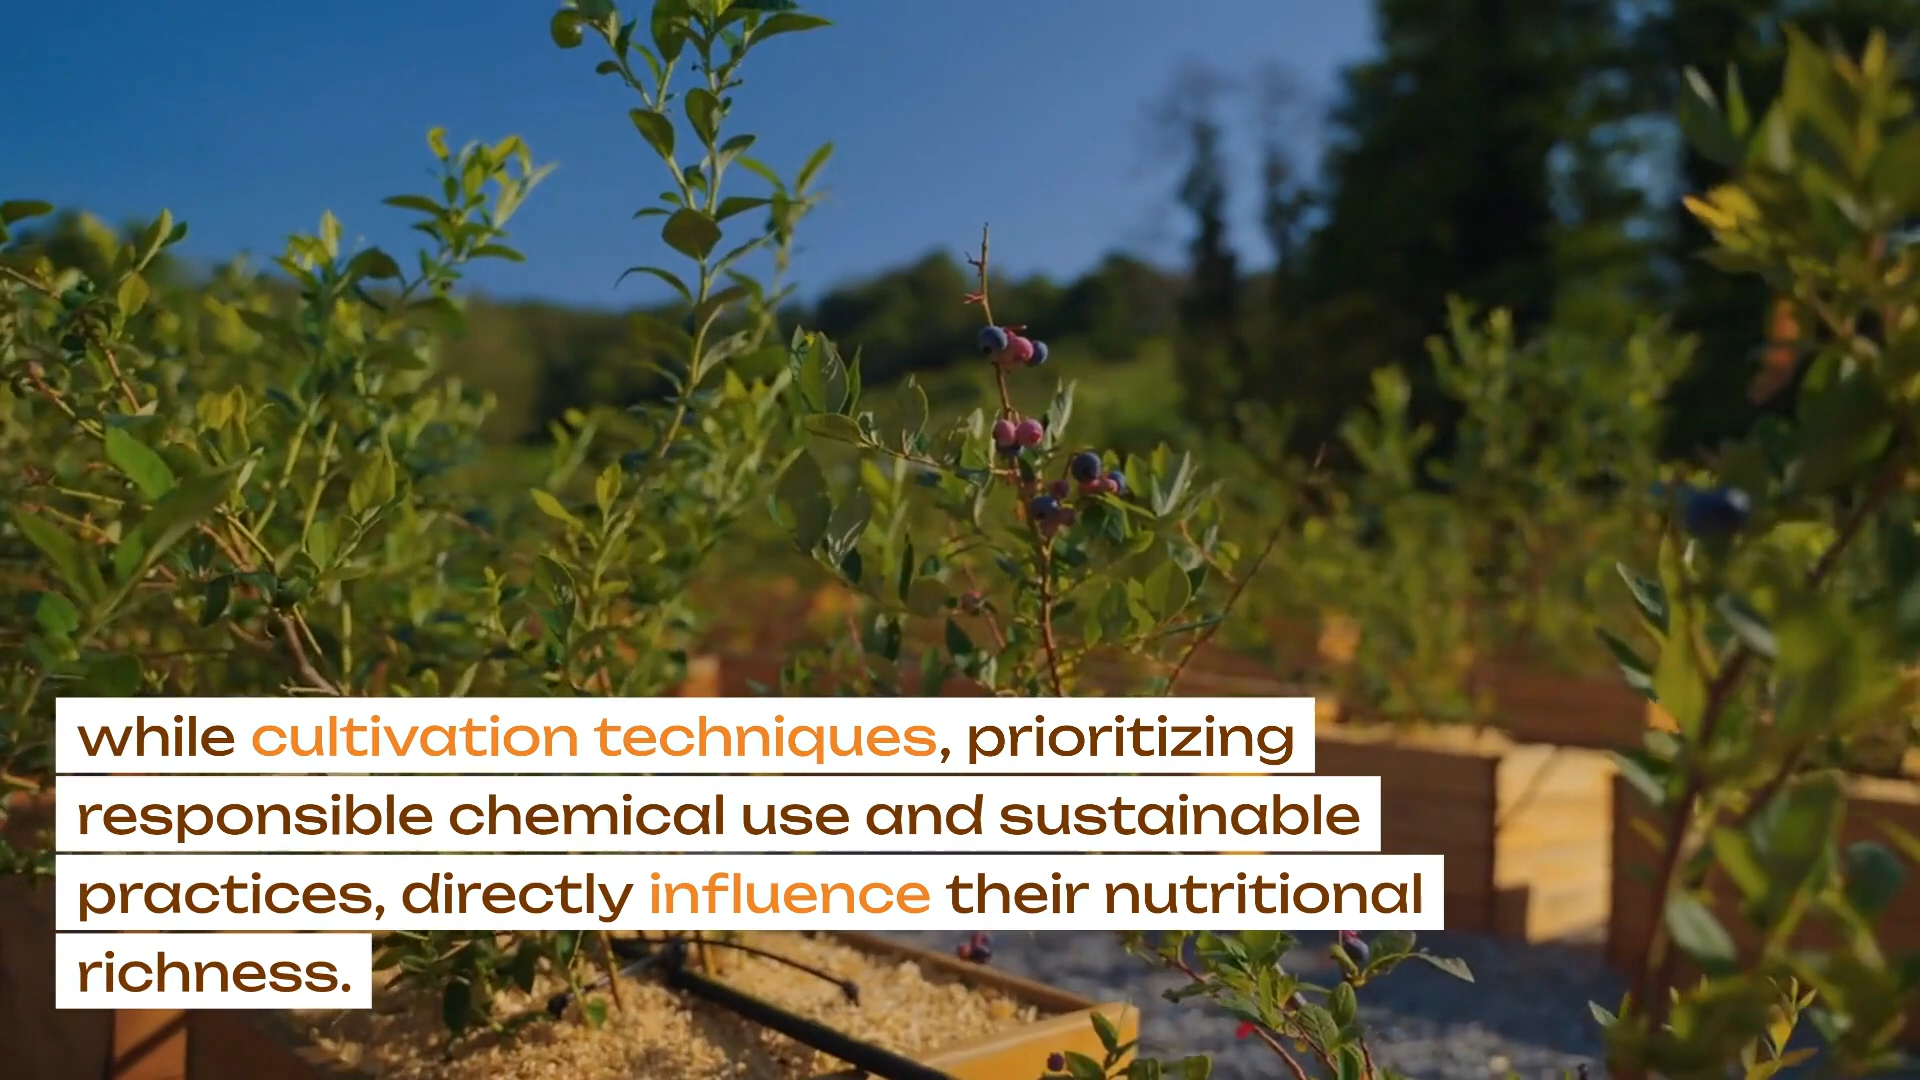 while cultivation techniques, prioritizing
responsible chemical use and sustainable
practices, directly influence their nutritional
richness.